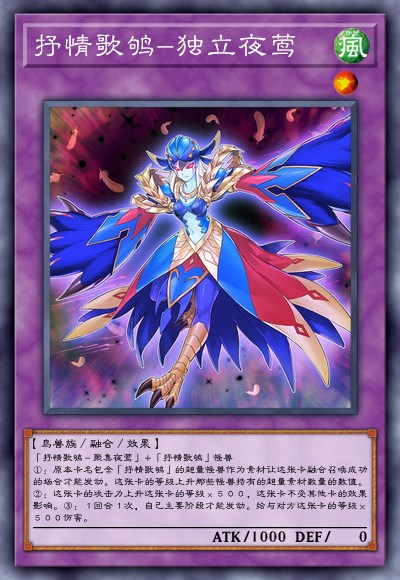 抒情歌鸲-独立夜莺
風
【鸟兽族／融合／效果】
「抒情歌鸲-聚集夜莺」+「抒情歌鸲」怪兽
①：原本卡名包含「抒情歌鸲」的超量怪兽作为素材让这张卡融合召唤成功
的场合才能发动。这张卡的等级上升那些怪兽持有的超量素材数量的数值。
②：这张卡的攻击力上升这张卡的等级×５００，这张卡不受其他卡的效果
影响。③：1回合1次，自己主要阶段才能发动。给与对方这张卡的等级×
５００伤害。
ATK/1000 DEF/ 0